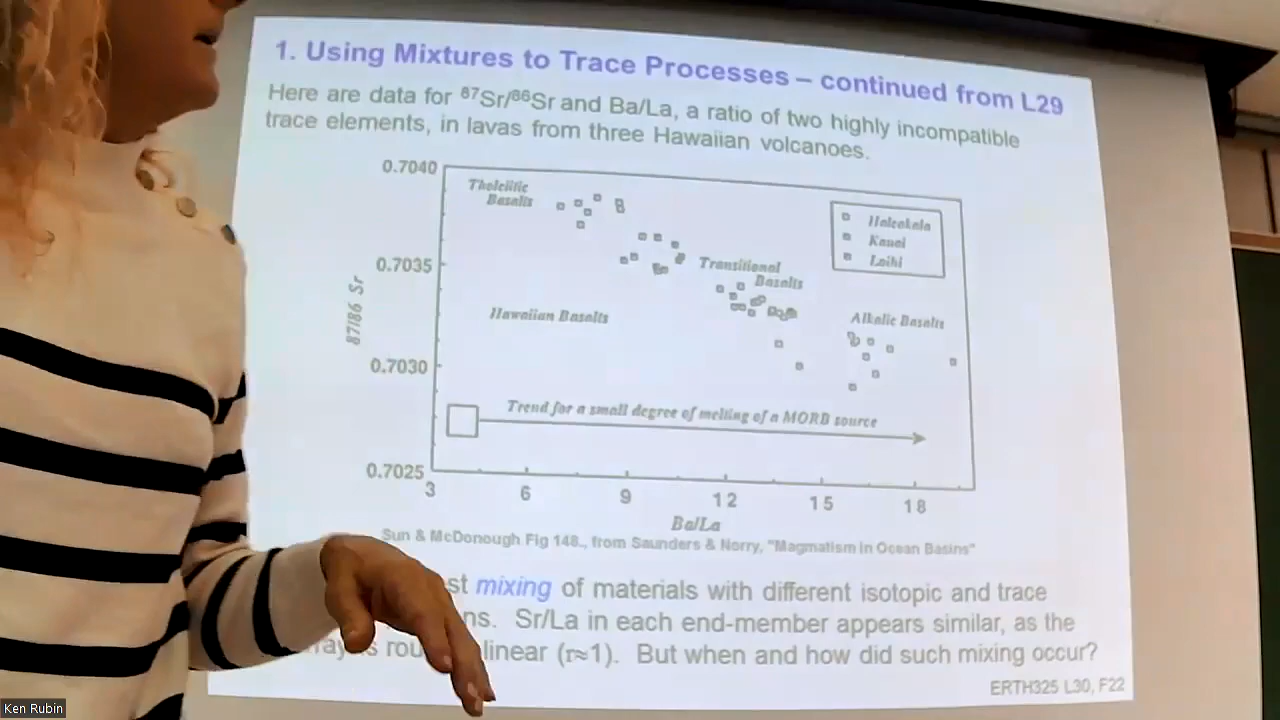 1. Using Mixtures to Trace Processes – continued from L29
Here are data for ⁸⁷Sr/⁸⁶Sr and Ba/La, a ratio of two highly incompatible
trace elements, in lavas from three Hawaiian volcanoes.
0.7040
0.7035
0.7030
0.7025
87/86 Sr
Tholeiitic
Basalts
Haleakala
Kauai
Loihi
Transitional
Basalts
Hawaiian Basalts
Alkalic Basalts
Trend for a small degree of melting of a MORB source
3 6 9 12 15 18
Ba/La
Sun & McDonough Fig 148., from Saunders & Norry, "Magmatism in Ocean Basins"
st mixing of materials with different isotopic and trace
ns. Sr/La in each end-member appears similar, as the
linear (r≈1). But when and how did such mixing occur?
ERTH325 L30, F22
Ken Rubin